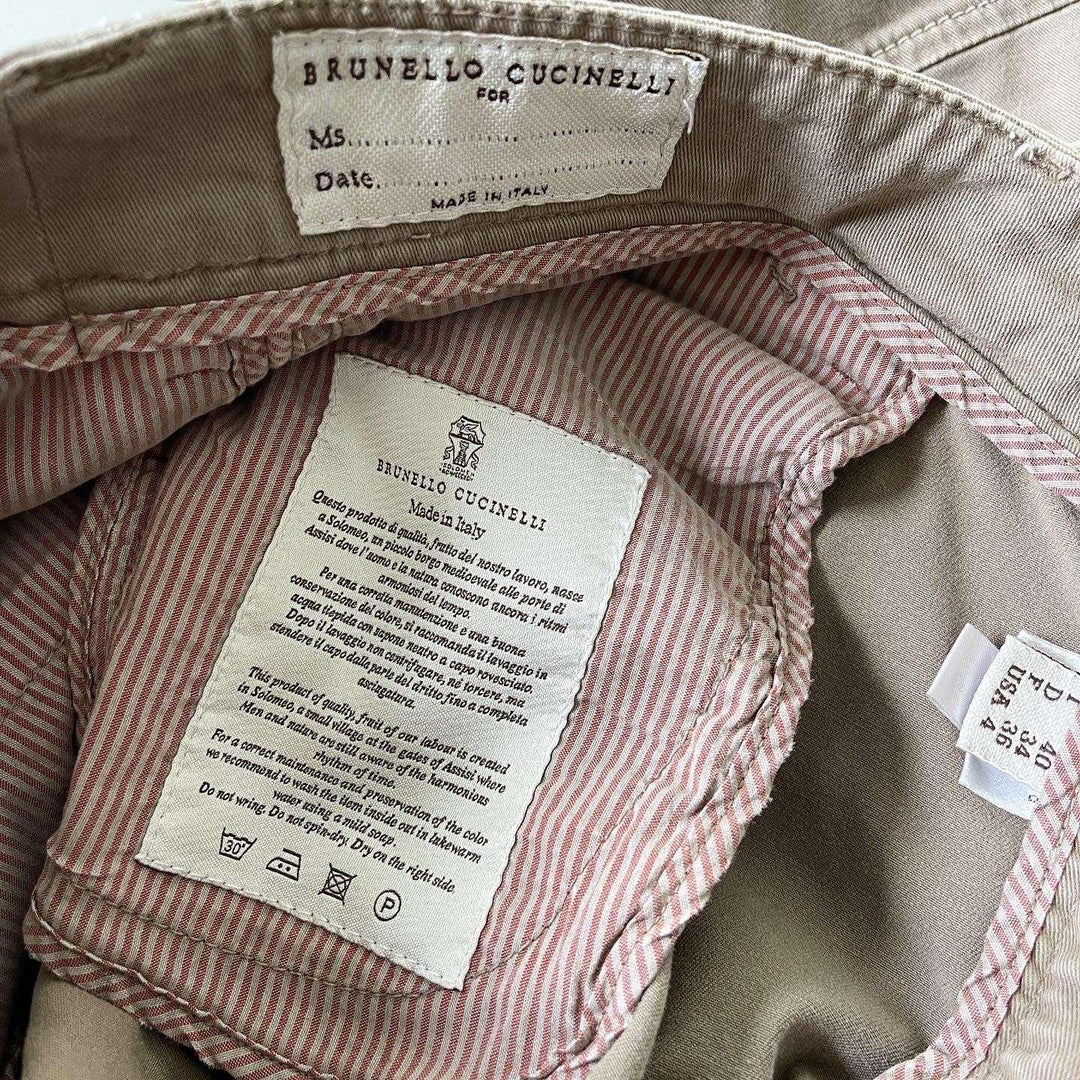 BRUNELLO CUCINELLI
FOR
Ms.
Date.
MADE IN ITALY
SOLOMEO
BRUNELLO CUCINELLI
Made in Italy
Questo prodotto di qualità, frutto del nostro lavoro, nasce
a Solomeo, un piccolo borgo medioevale alle porte di
Assisi dove l'uomo e la natura conoscono ancora i ritmi
armoniosi del tempo.
Per una corretta manutenzione e una buona
conservazione del colore, si raccomanda il lavaggio in
acqua tiepida con sapone neutro a capo rovesciato.
Dopo il lavaggio non centrifugare, né torcere, ma
stendere il capo dalla parte del dritto fino a completa
asciugatura.
This product of quality, fruit of our labour is created
in Solomeo, a small village at the gates of Assisi where
Men and nature are still aware of the harmonious
rhythm of time.
For a correct maintenance and preservation of the color
we recommend to wash the item inside out in lukewarm
water using a mild soap.
Do not wring. Do not spin-dry. Dry on the right side.
30°
P
I 40
D 34
F 36
USA 4